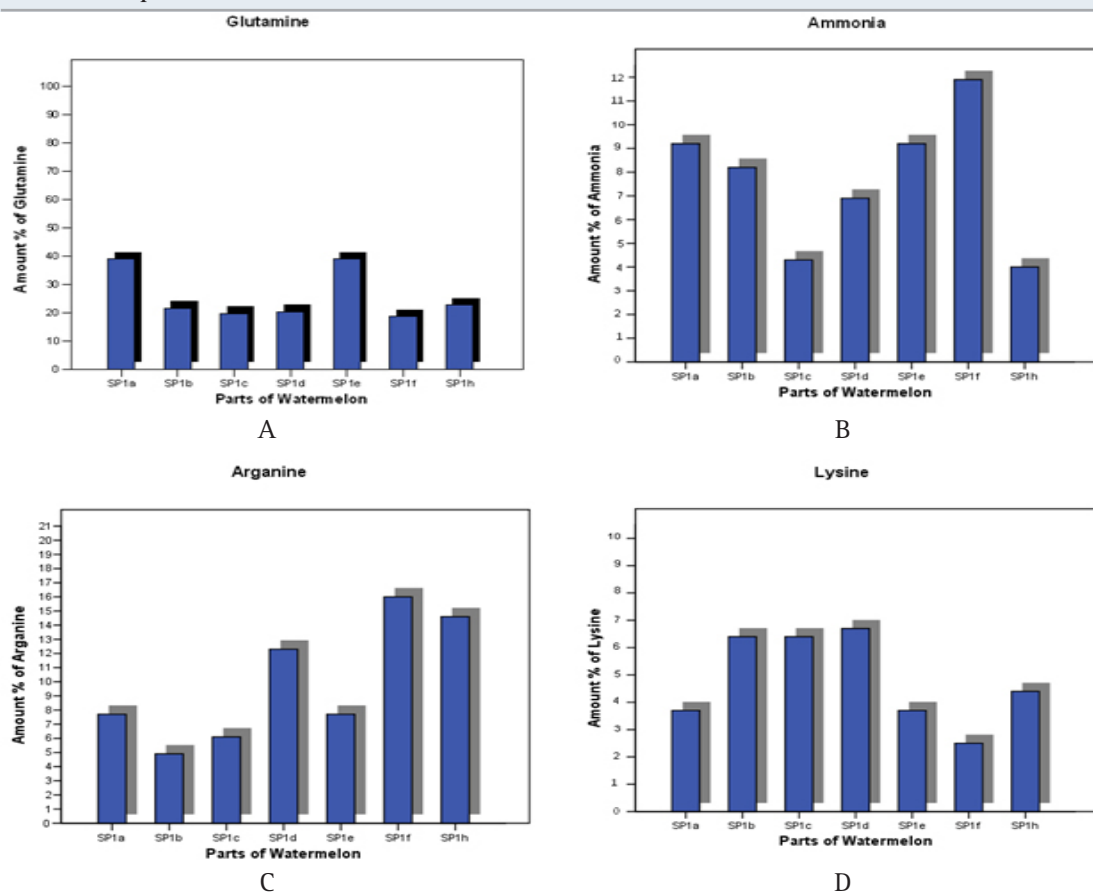 Glutamine
100
90
80
70
60
50
40
30
20
10
0
Amount % of Glutamine
SP1a SP1b SP1c SP1d SP1e SP1f SP1h
Parts of Watermelon
A
Ammonia
12
11
10
9
8
7
6
5
4
3
2
1
0
Amount % of Ammonia
SP1a SP1b SP1c SP1d SP1e SP1f SP1h
Parts of Watermelon
B
Arganine
21
20
19
18
17
16
15
14
13
12
11
10
9
8
7
6
5
4
3
2
1
0
Amount % of Arganine
SP1a SP1b SP1c SP1d SP1e SP1f SP1h
Parts of Watermelon
C
Lysine
10
9
8
7
6
5
4
3
2
1
0
Amount % of Lysine
SP1a SP1b SP1c SP1d SP1e SP1f SP1h
Parts of Watermelon
D